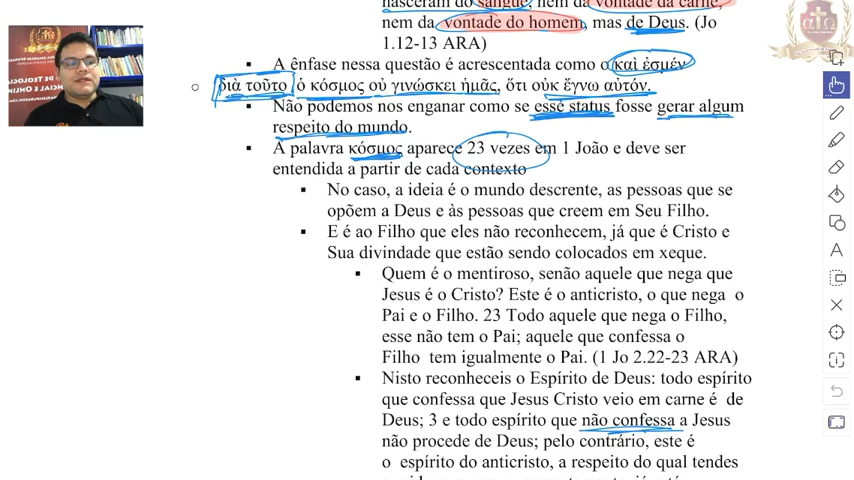 nasceram do sangue, nem da vontade da carne,
nem da vontade do homem, mas de Deus. (Jo
1.12-13 ARA)
▪ A ênfase nessa questão é acrescentada como o καὶ ἐσμέν
○ διὰ τοῦτο ὁ κόσμος οὐ γινώσκει ἡμᾶς, ὅτι οὐκ ἔγνω αὐτόν.
▪ Não podemos nos enganar como se esse status fosse gerar algum
respeito do mundo.
▪ A palavra κόσμος aparece 23 vezes em 1 João e deve ser
entendida a partir de cada contexto
▪ No caso, a ideia é o mundo descrente, as pessoas que se
opõem a Deus e às pessoas que creem em Seu Filho.
▪ E é ao Filho que eles não reconhecem, já que é Cristo e
Sua divindade que estão sendo colocados em xeque.
▪ Quem é o mentiroso, senão aquele que nega que
Jesus é o Cristo? Este é o anticristo, o que nega o
Pai e o Filho. 23 Todo aquele que nega o Filho,
esse não tem o Pai; aquele que confessa o
Filho tem igualmente o Pai. (1 Jo 2.22-23 ARA)
▪ Nisto reconheceis o Espírito de Deus: todo espírito
que confessa que Jesus Cristo veio em carne é de
Deus; 3 e todo espírito que não confessa a Jesus
não procede de Deus; pelo contrário, este é
o espírito do anticristo, a respeito do qual tendes